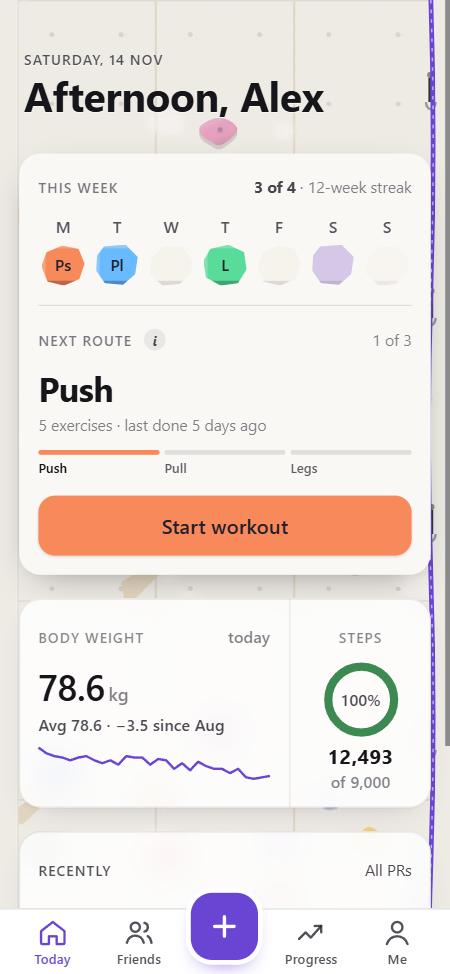 SATURDAY, 14 NOV
Afternoon, Alex
THIS WEEK 3 of 4 · 12-week streak
M T W T F S S
Ps Pl L
NEXT ROUTE i 1 of 3
Push
5 exercises · last done 5 days ago
Push Pull Legs
Start workout
BODY WEIGHT today
78.6 kg
Avg 78.6 · −3.5 since Aug
STEPS
100%
12,493
of 9,000
RECENTLY All PRs
Today Friends Progress Me